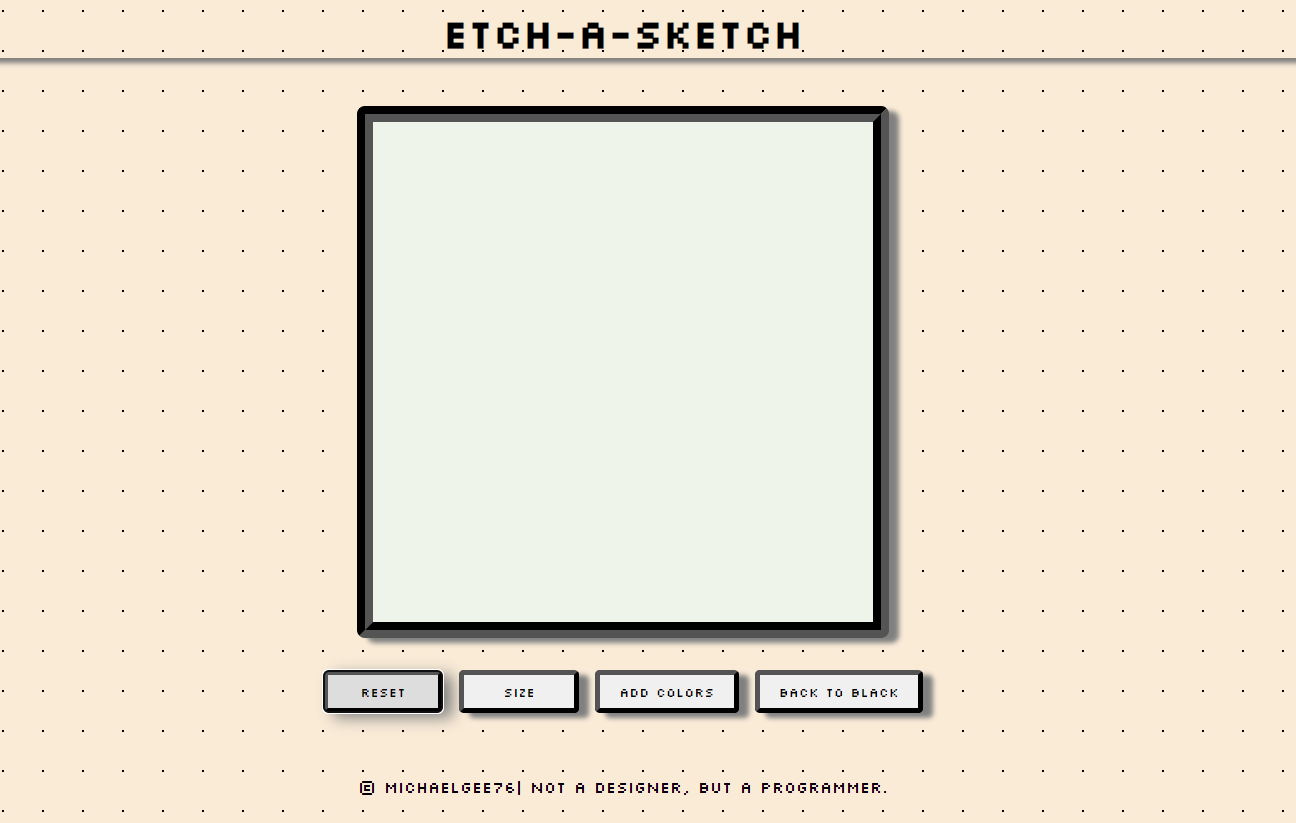 ETCH-A-SKETCH
RESET
SIZE
ADD COLORS
BACK TO BLACK
© MICHAELGEE76| NOT A DESIGNER, BUT A PROGRAMMER.